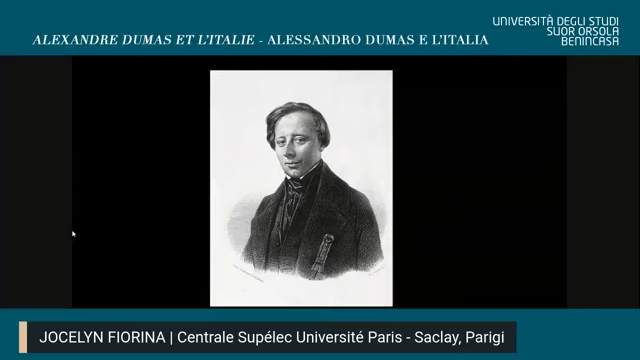 UNIVERSITÀ DEGLI STUDI
SUOR ORSOLA
BENINCASA
ALEXANDRE DUMAS ET L'ITALIE - ALESSANDRO DUMAS E L'ITALIA
JOCELYN FIORINA | Centrale Supélec Université Paris - Saclay, Parigi